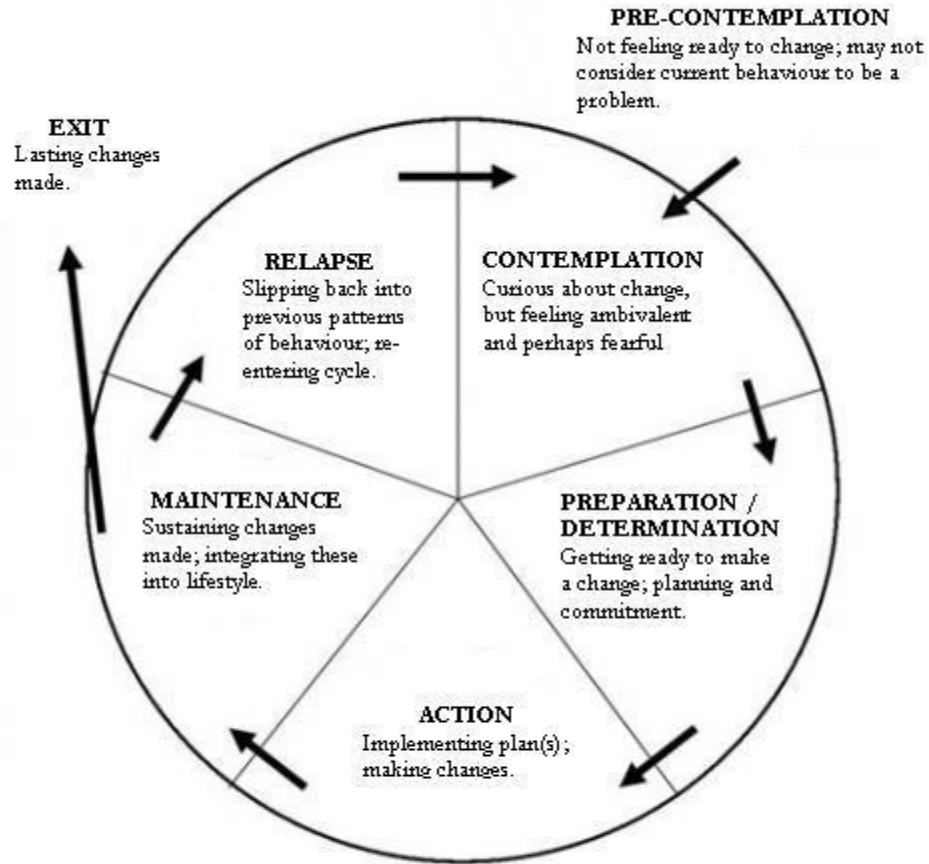 PRE-CONTEMPLATION
Not feeling ready to change; may not
consider current behaviour to be a
problem.
EXIT
Lasting changes
made.
RELAPSE
Slipping back into
previous patterns
of behaviour; re-
entering cycle.
CONTEMPLATION
Curious about change,
but feeling ambivalent
and perhaps fearful
MAINTENANCE
Sustaining changes
made; integrating these
into lifestyle.
PREPARATION /
DETERMINATION
Getting ready to make
a change; planning and
commitment.
ACTION
Implementing plan(s);
making changes.